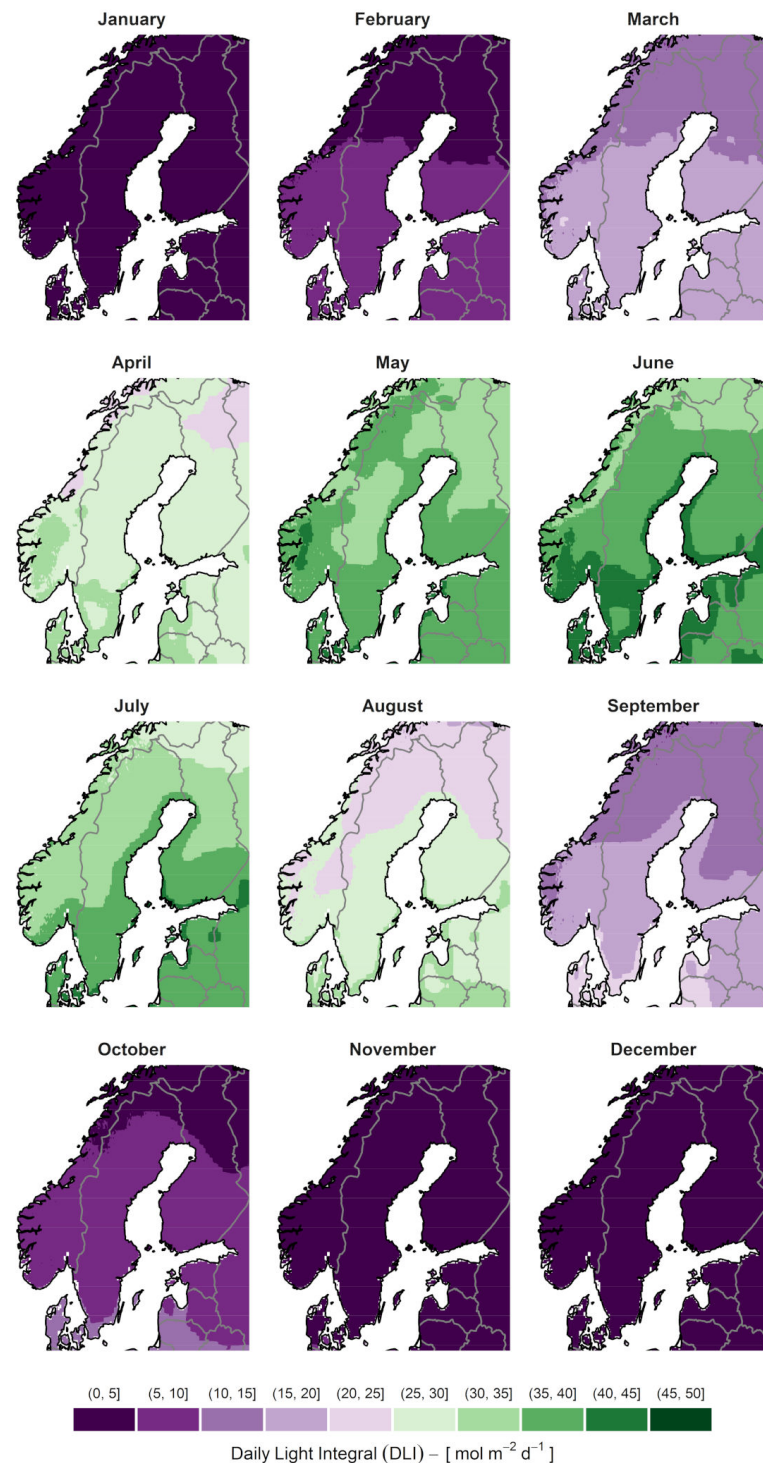 January February March
April May June
July August September
October November December
(0, 5] (5, 10] (10, 15] (15, 20] (20, 25] (25, 30] (30, 35] (35, 40] (40, 45] (45, 50]
Daily Light Integral (DLI) − [ mol m⁻² d⁻¹ ]